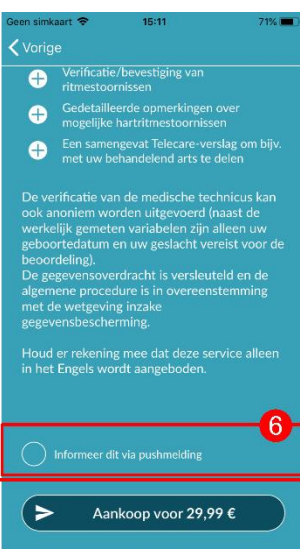 Geen simkaart 15:11 71%
Vorige
Verificatie/bevestiging van
ritmestoornissen
Gedetailleerde opmerkingen over
mogelijke hartritmestoornissen
Een samengevat Telecare-verslag om bijv.
met uw behandelend arts te delen
De verificatie van de medische technicus kan
ook anoniem worden uitgevoerd (naast de
werkelijk gemeten variabelen zijn alleen uw
geboortedatum en uw geslacht vereist voor de
beoordeling).
De gegevensoverdracht is versleuteld en de
algemene procedure is in overeenstemming
met de wetgeving inzake
gegevensbescherming.
Houd er rekening mee dat deze service alleen
in het Engels wordt aangeboden.
6
Informeer dit via pushmelding
Aankoop voor 29,99 €